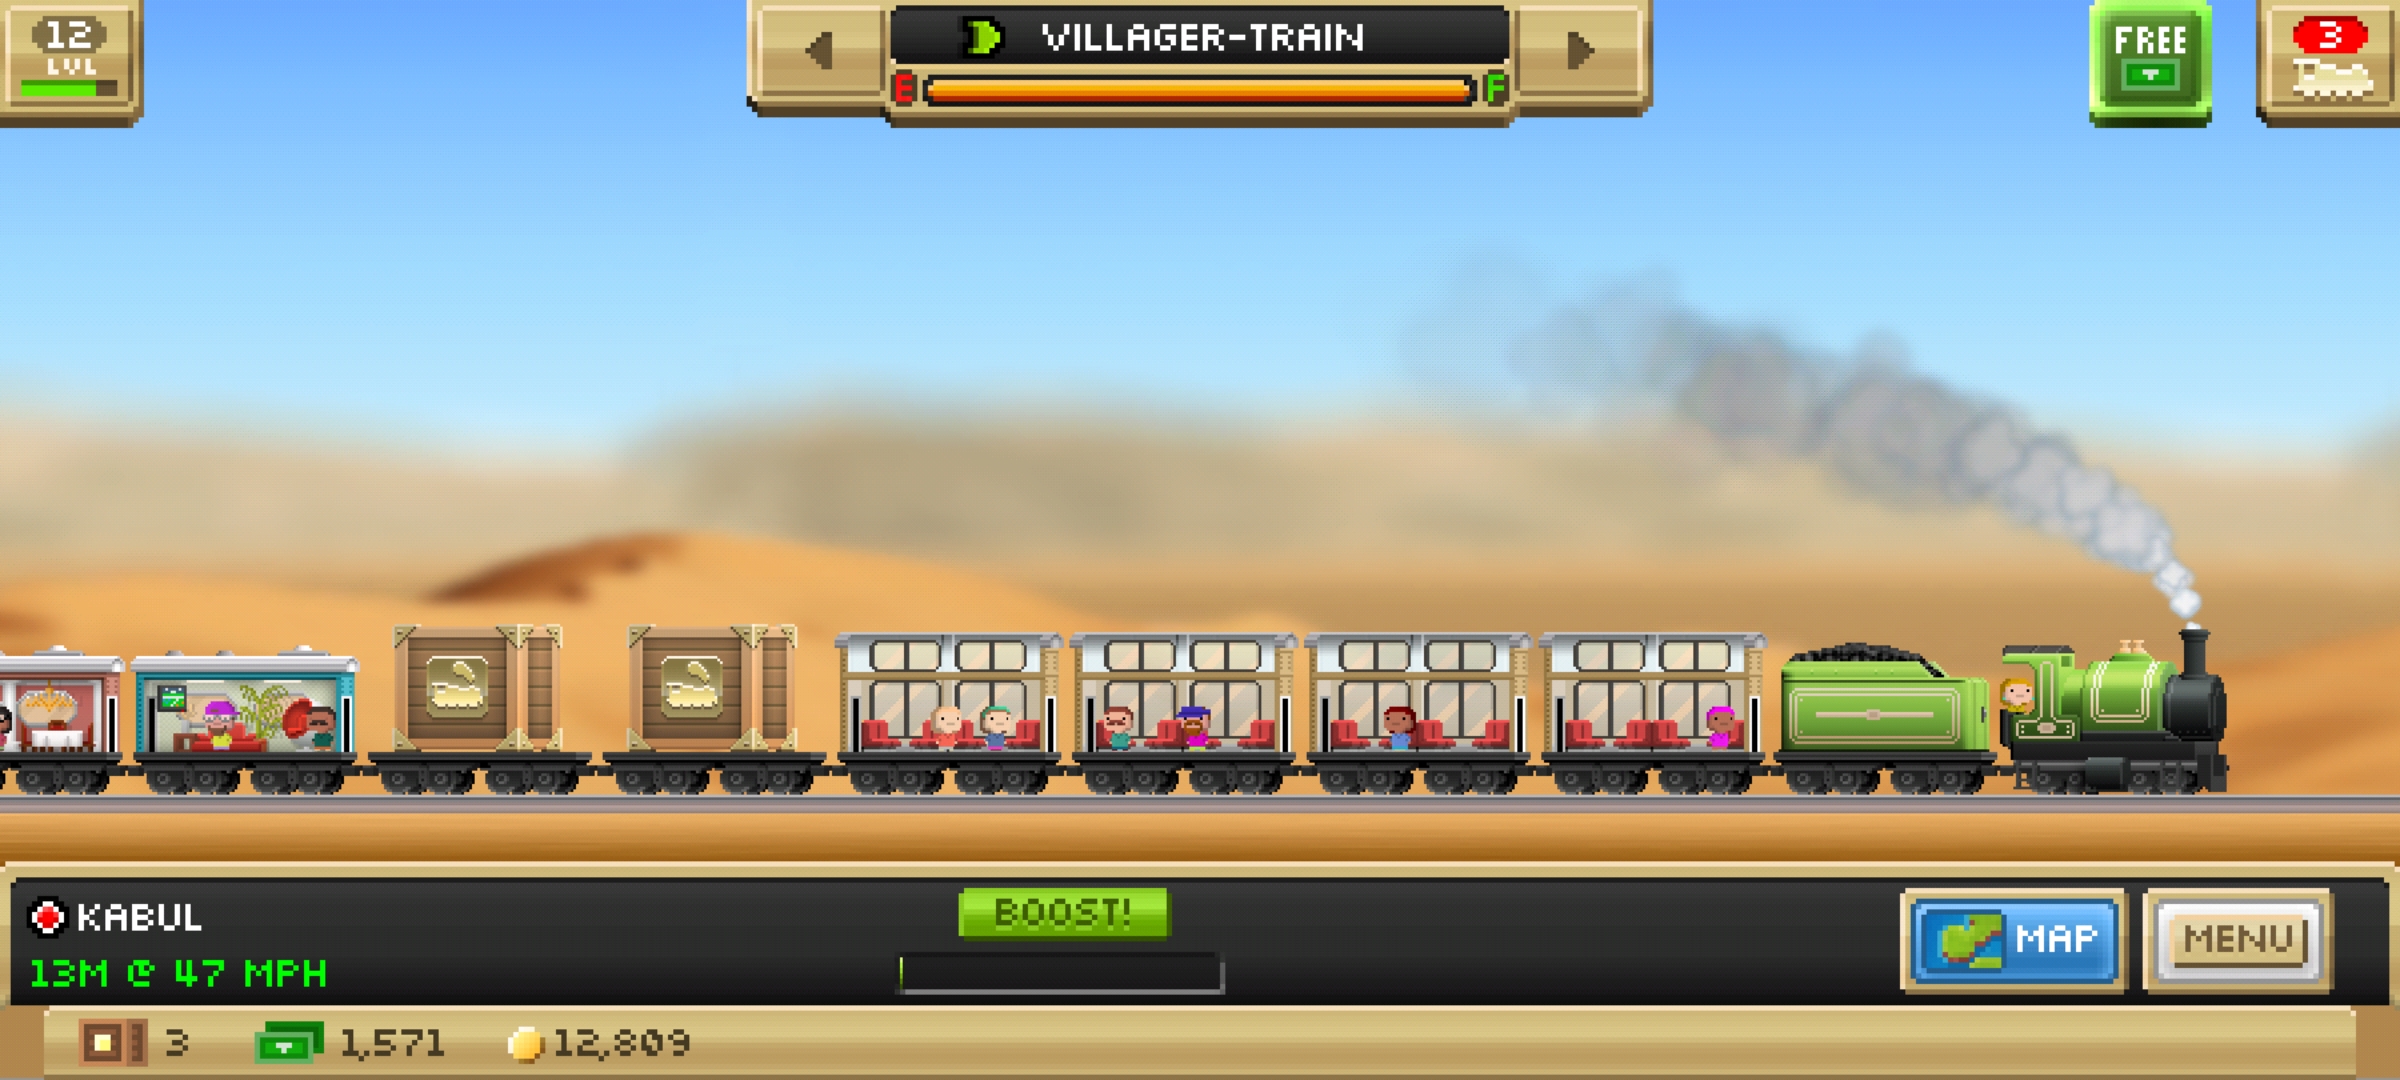 12
LVL
VILLAGER-TRAIN
E F
FREE
3
KABUL
BOOST!
13M @ 47 MPH
MAP
MENU
3
1,571
12,809